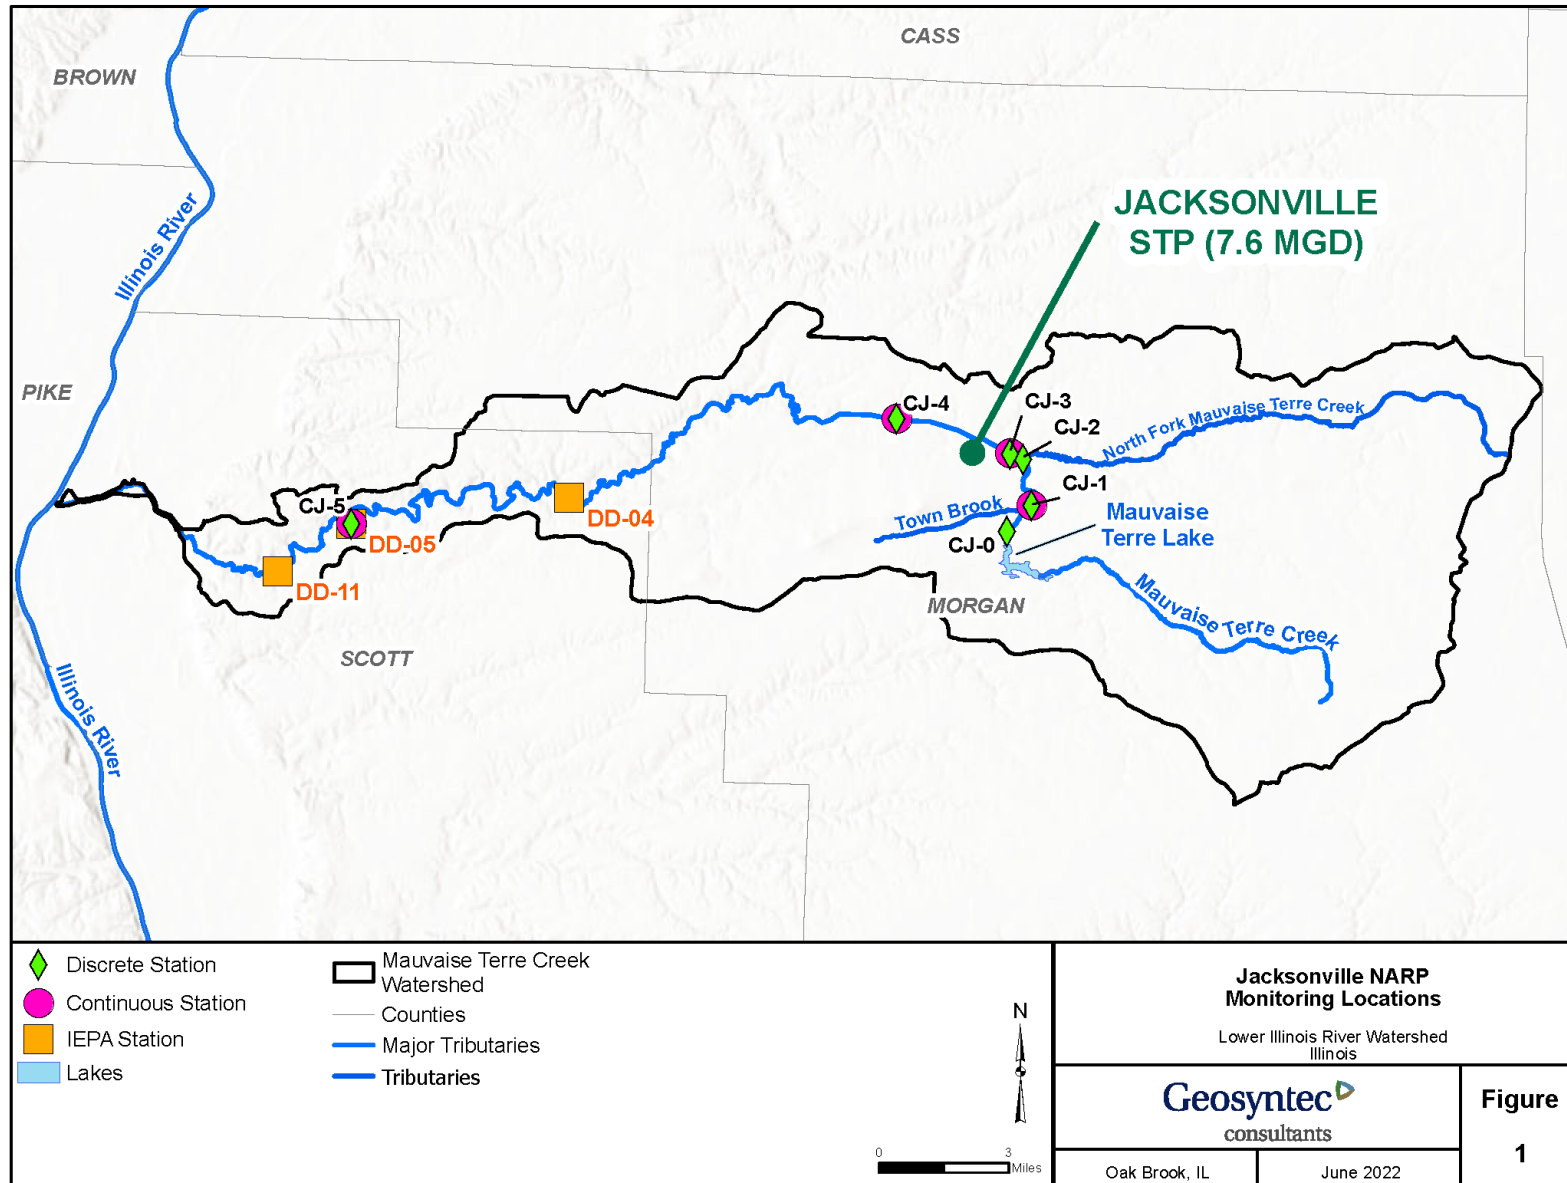 CASS
BROWN
JACKSONVILLE
STP (7.6 MGD)
Illinois River
PIKE
CJ-4
CJ-3
CJ-2
North Fork Mauvaise Terre Creek
CJ-1
CJ-5
DD-04
Town Brook
Mauvaise
Terre Lake
DD-05
CJ-0
DD-11
MORGAN
Mauvaise Terre Creek
SCOTT
Illinois River
Discrete Station
Continuous Station
IEPA Station
Lakes
Mauvaise Terre Creek
Watershed
Counties
Major Tributaries
Tributaries
N
0 3
Miles
Jacksonville NARP
Monitoring Locations
Lower Illinois River Watershed
Illinois
Geosyntec
consultants
Figure
1
Oak Brook, IL
June 2022